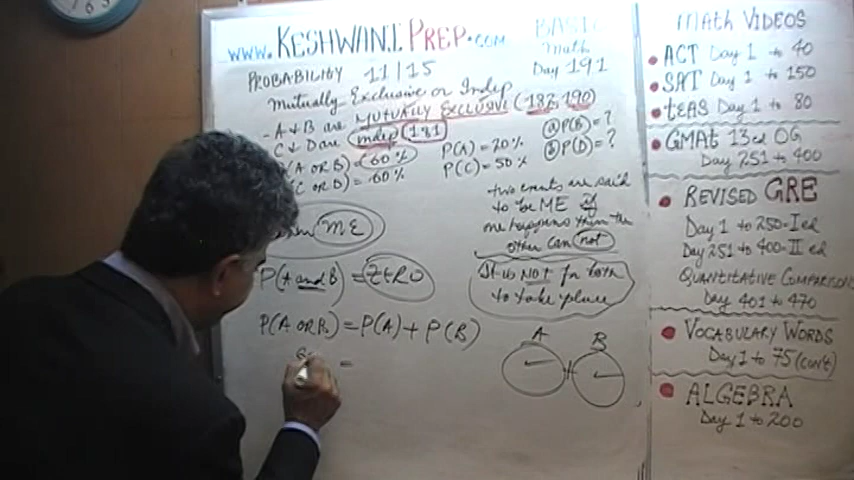 www.KESHWANIPREP.COM
BASIC
Math
Day 191
PROBABILITY 11/15
Mutually Exclusive or Indep
- A + B are MUTUALLY EXCLUSIVE (187, 190)
C + D are indep 181
(A OR B) = 60%
C OR D) = 60%
P(A) = 20%
P(C) = 50%
a P(B) = ?
b P(D) = ?
two events are said
to be ME if
one happens then the
other can not
ME
P(A and B) = ZERO
It is NOT for both
to take place
P(A OR B) = P(A) + P(B)
=
A
B
Math VIDEOS
ACT Day 1 to 40
SAT Day 1 to 150
tEAS Day 1 to 80
GMAt 13ed OG
Day 251 to 400
REVISED GRE
Day 1 to 250-I ed
Day 251 to 400-II ed
QUANTITATIVE COMPARISON
Day 401 to 470
VOCABULARY WORDS
Day 1 to 75 (con't)
ALGEBRA
Day 1 to 200